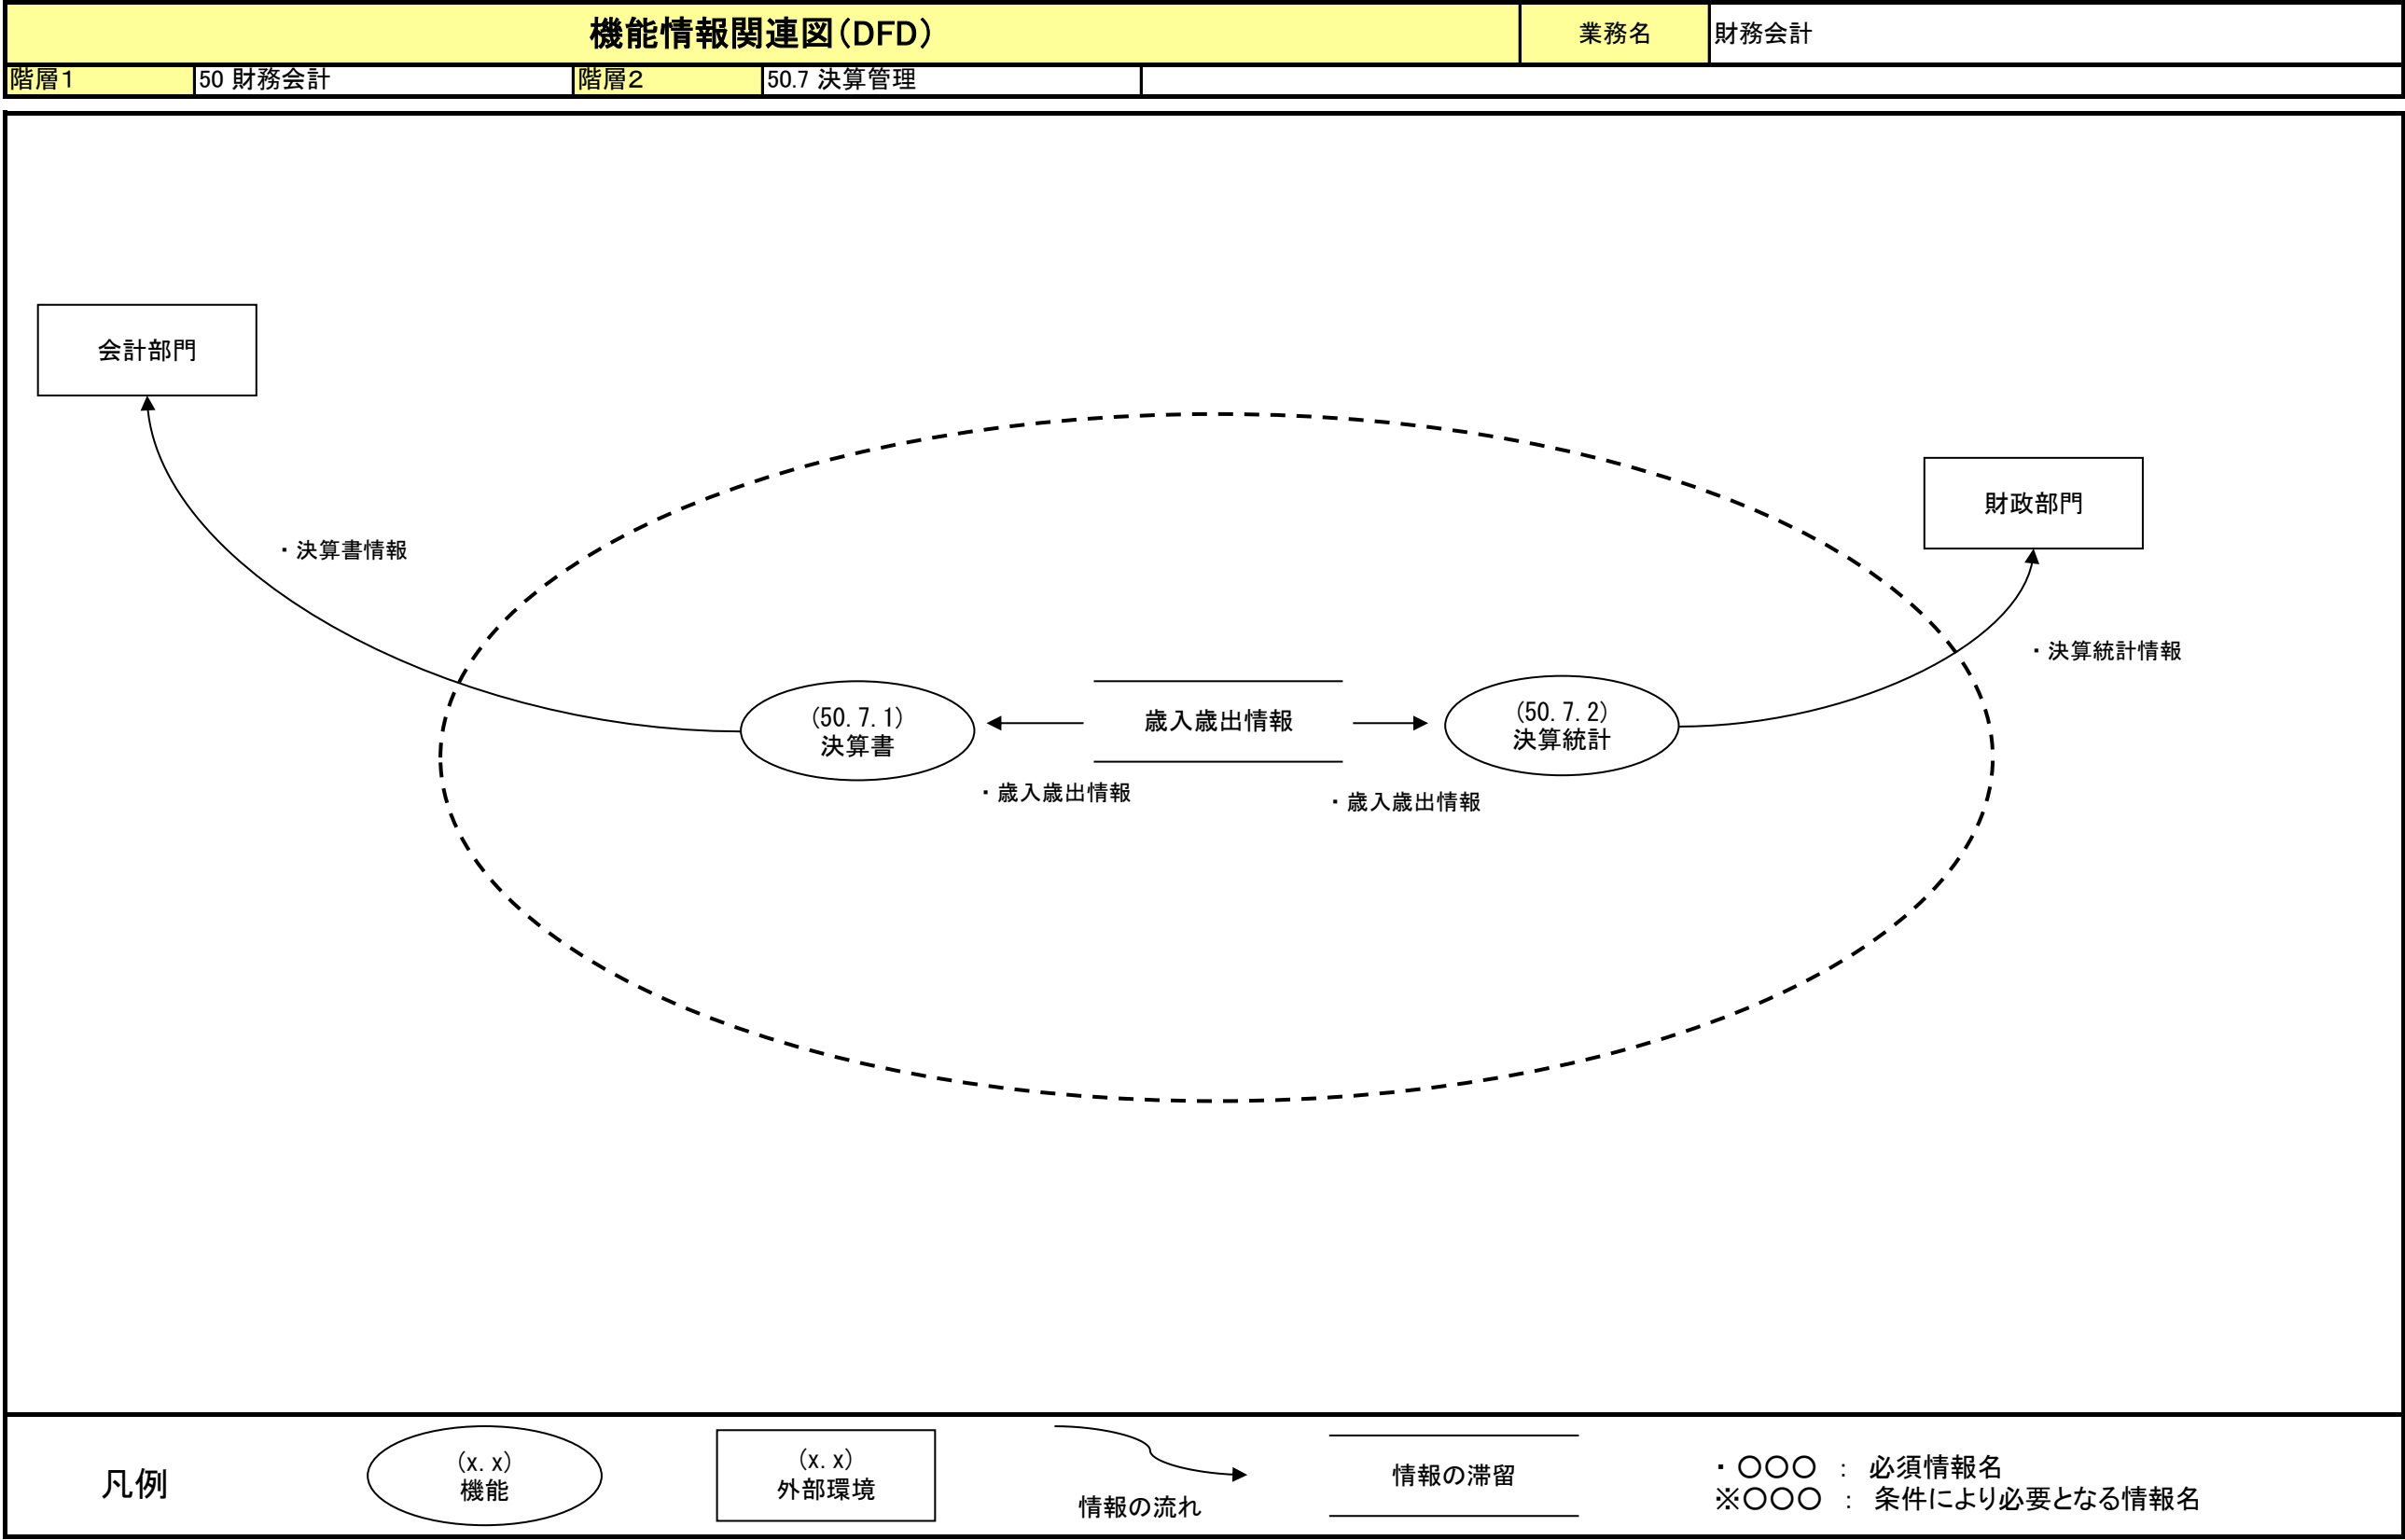 機能情報関連図(DFD)
業務名
財務会計
階層1
50 財務会計
階層2
50.7 決算管理
会計部門
財政部門
・決算書情報
・決算統計情報
(50.7.1)
決算書
歳入歳出情報
(50.7.2)
決算統計
・歳入歳出情報
・歳入歳出情報
凡例
(x.x)
機能
(x.x)
外部環境
情報の流れ
情報の滞留
・○○○ : 必須情報名
※○○○ : 条件により必要となる情報名